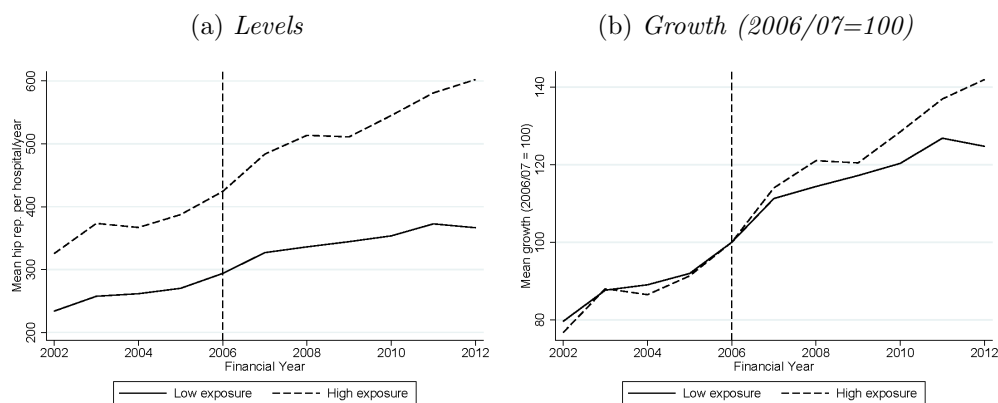 (a) Levels
Mean hip rep. per hospital/year
600
500
400
300
200
2002 2004 2006 2008 2010 2012
Financial Year
Low exposure High exposure
(b) Growth (2006/07=100)
Mean growth (2006/07 = 100)
140
120
100
80
2002 2004 2006 2008 2010 2012
Financial Year
Low exposure High exposure